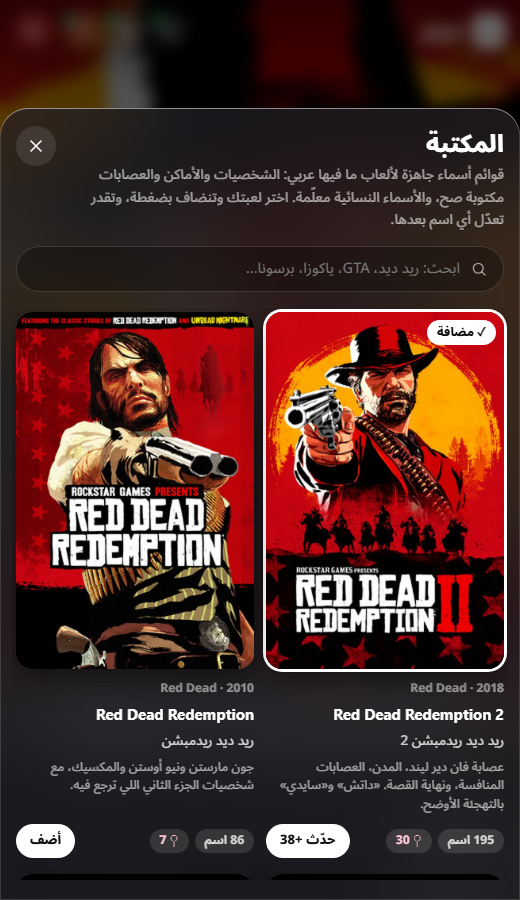 المكتبة
قوائم أسماء جاهزة لألعاب ما فيها عربي: الشخصيات والأماكن والعصابات
مكتوبة صح، والأسماء النسائية معلّمة. اختر لعبتك وتنضاف بضغطة، وتقدر
تعدّل أي اسم بعدها.
ابحث: ريد ديد، GTA، ياكوزا، برسونا...
✓ مضافة
ROCKSTAR GAMES PRESENTS
RED DEAD
REDEMPTION II
Red Dead · 2018
Red Dead Redemption 2
ريد ديد ريدمبشن 2
عصابة فان دير ليند، المدن، العصابات
المنافسة، ونهاية القصة. «داتش» و«سايدي»
بالتهجئة الأوضح.
195 اسم
♀ 30
حدّث +38
FEATURING THE CLASSIC STORIES OF RED DEAD REDEMPTION AND UNDEAD NIGHTMARE
ROCKSTAR GAMES PRESENTS
RED DEAD
REDEMPTION
Red Dead · 2010
Red Dead Redemption
ريد ديد ريدمبشن
جون مارستن ونيو أوستن والمكسيك، مع
شخصيات الجزء الثاني اللي ترجع فيه.
86 اسم
♀ 7
أضف